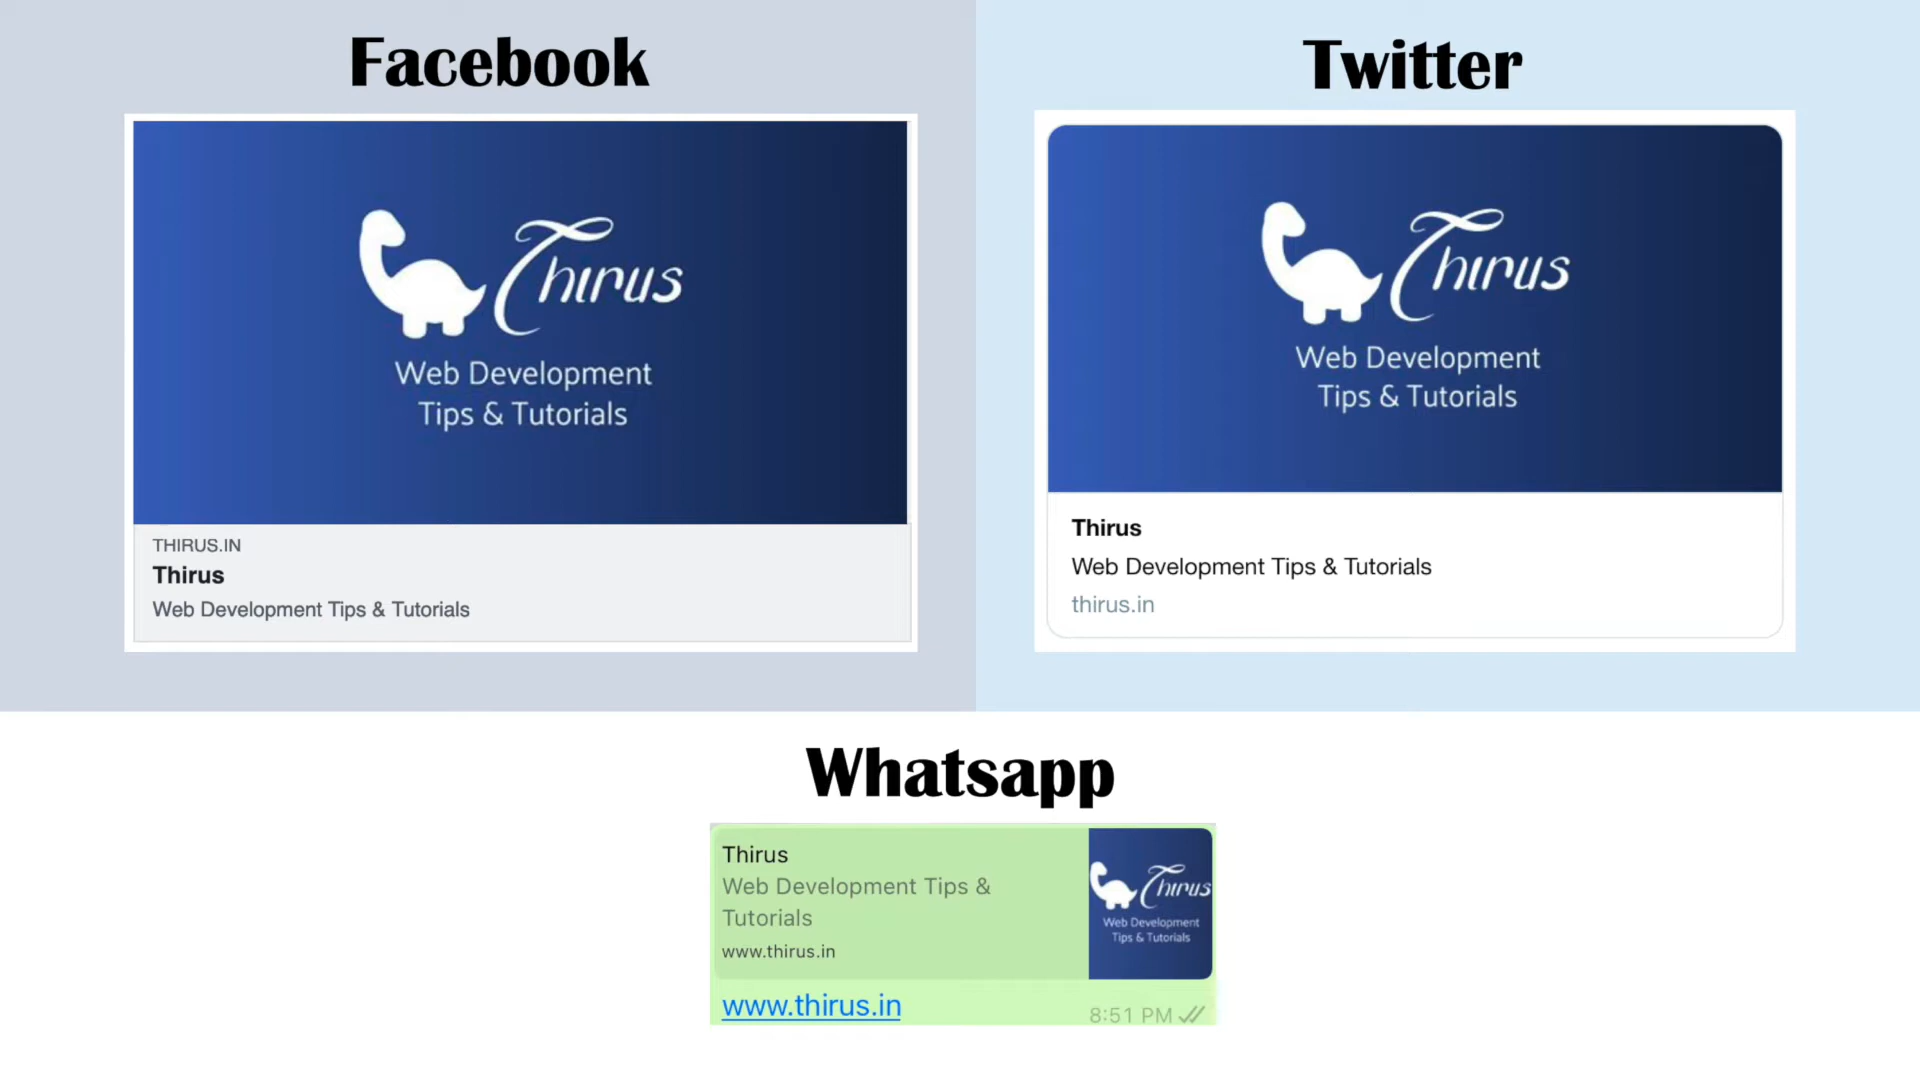 Facebook
Thirus
Web Development
Tips & Tutorials
THIRUS.IN
Thirus
Web Development Tips & Tutorials
Twitter
Thirus
Web Development
Tips & Tutorials
Thirus
Web Development Tips & Tutorials
thirus.in
Whatsapp
Thirus
Web Development Tips &
Tutorials
www.thirus.in
Thirus
Web Development
Tips & Tutorials
www.thirus.in
8:51 PM